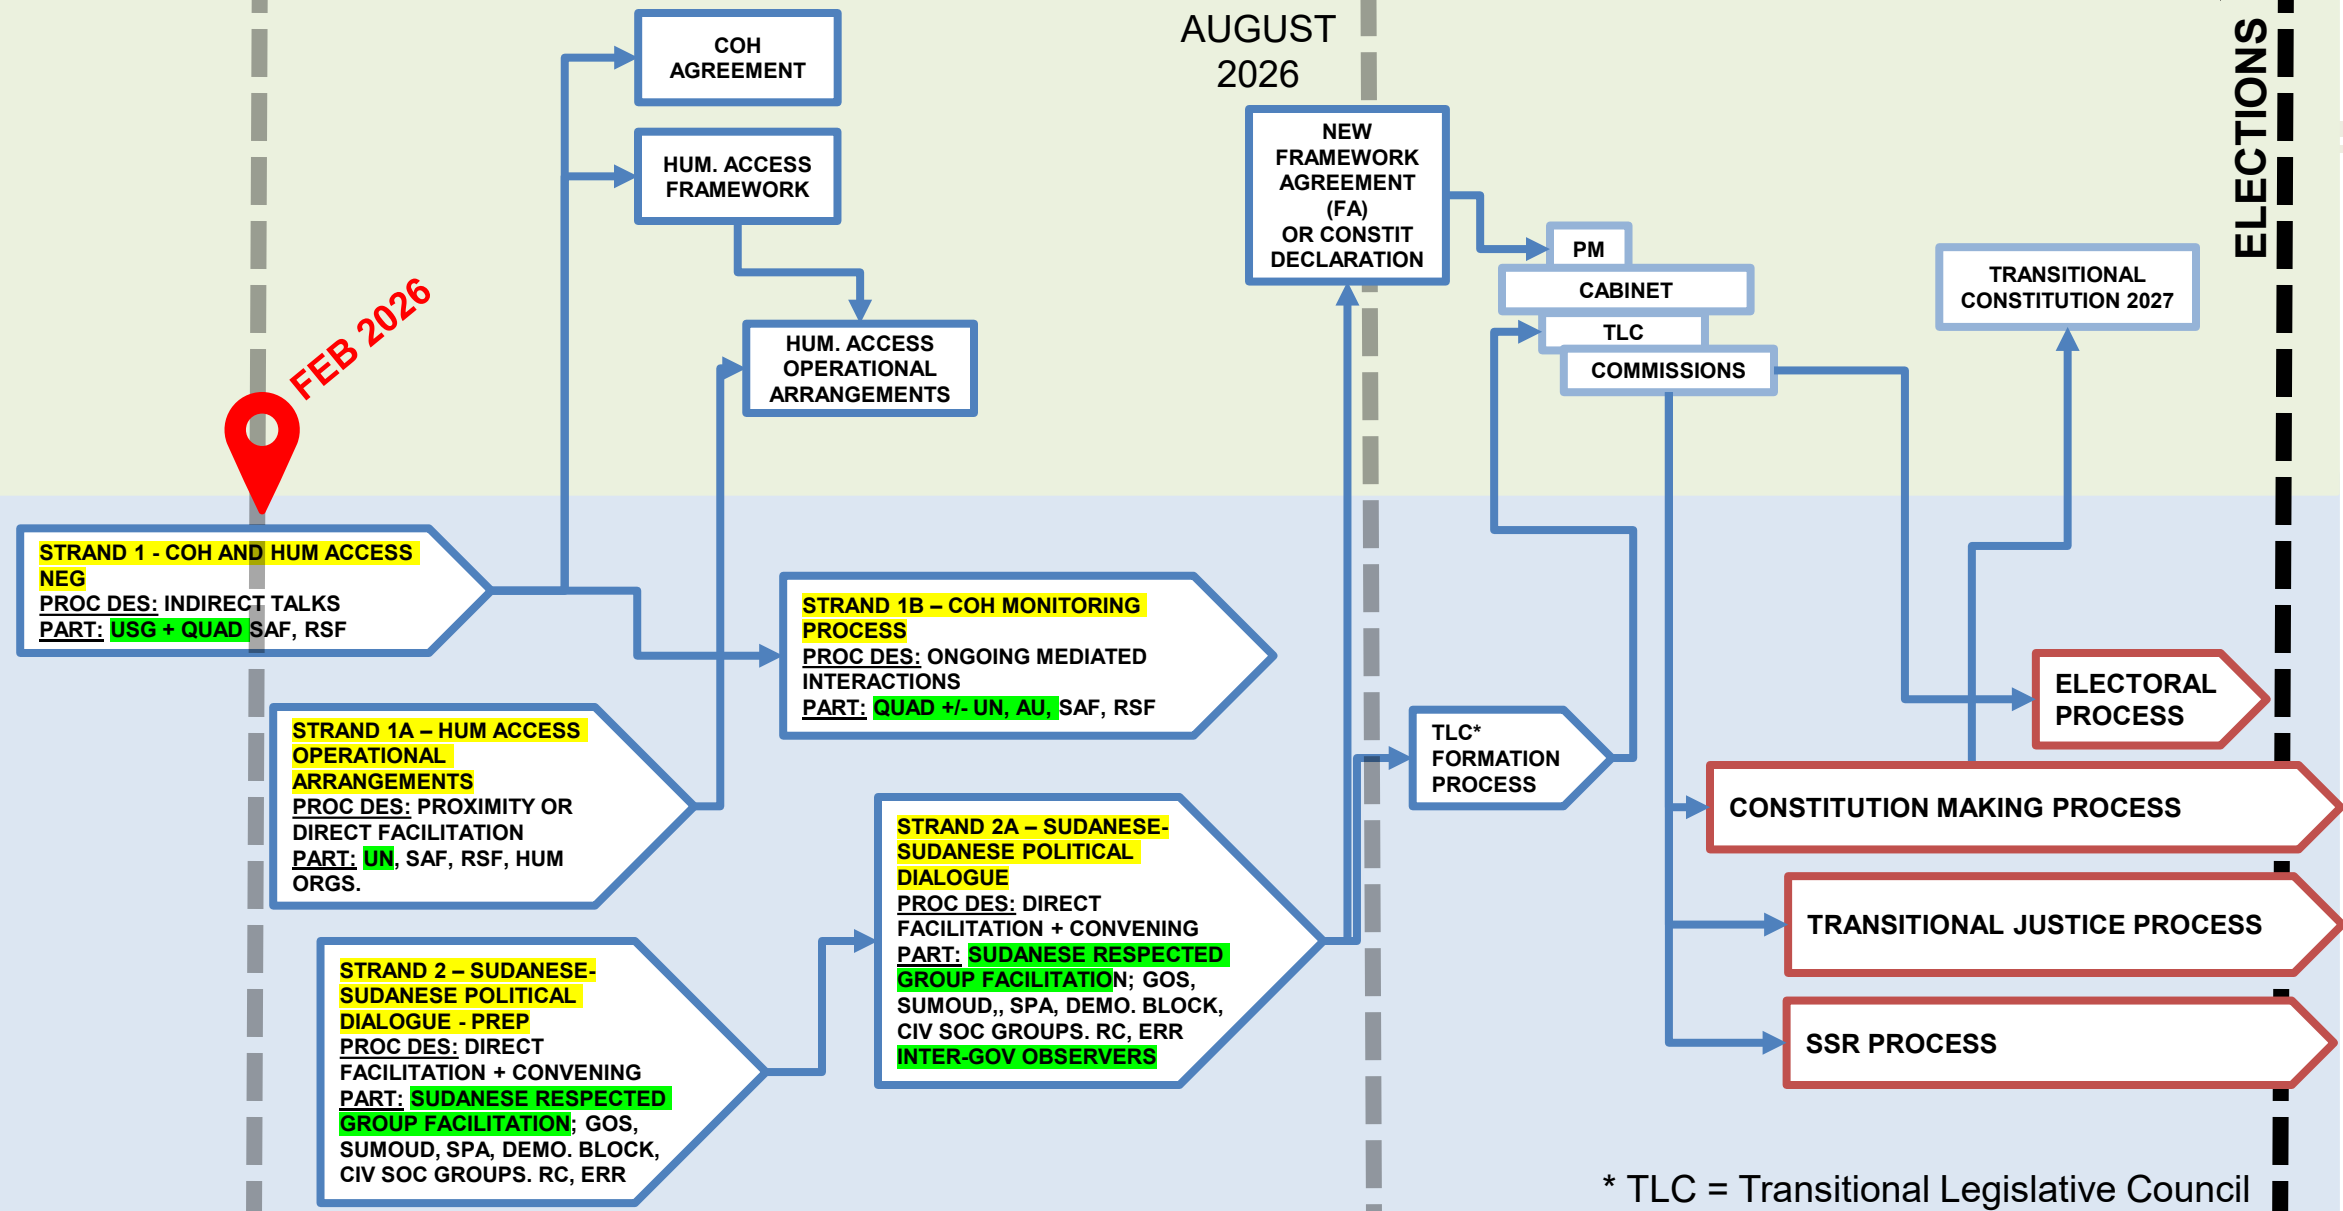 COH
AGREEMENT
HUM. ACCESS
FRAMEWORK
HUM. ACCESS
OPERATIONAL
ARRANGEMENTS
AUGUST
2026
NEW
FRAMEWORK
AGREEMENT
(FA)
OR CONSTIT
DECLARATION
PM
CABINET
TLC
COMMISSIONS
TRANSITIONAL
CONSTITUTION 2027
ELECTIONS
FEB 2026
STRAND 1 - COH AND HUM ACCESS
NEG
PROC DES: INDIRECT TALKS
PART: USG + QUAD SAF, RSF
STRAND 1A – HUM ACCESS
OPERATIONAL
ARRANGEMENTS
PROC DES: PROXIMITY OR
DIRECT FACILITATION
PART: UN, SAF, RSF, HUM
ORGS.
STRAND 1B – COH MONITORING
PROCESS
PROC DES: ONGOING MEDIATED
INTERACTIONS
PART: QUAD +/- UN, AU, SAF, RSF
STRAND 2 – SUDANESE-
SUDANESE POLITICAL
DIALOGUE - PREP
PROC DES: DIRECT
FACILITATION + CONVENING
PART: SUDANESE RESPECTED
GROUP FACILITATION; GOS,
SUMOUD, SPA, DEMO. BLOCK,
CIV SOC GROUPS. RC, ERR
STRAND 2A – SUDANESE-
SUDANESE POLITICAL
DIALOGUE
PROC DES: DIRECT
FACILITATION + CONVENING
PART: SUDANESE RESPECTED
GROUP FACILITATION; GOS,
SUMOUD,, SPA, DEMO. BLOCK,
CIV SOC GROUPS. RC, ERR
INTER-GOV OBSERVERS
TLC*
FORMATION
PROCESS
ELECTORAL
PROCESS
CONSTITUTION MAKING PROCESS
TRANSITIONAL JUSTICE PROCESS
SSR PROCESS
* TLC = Transitional Legislative Council